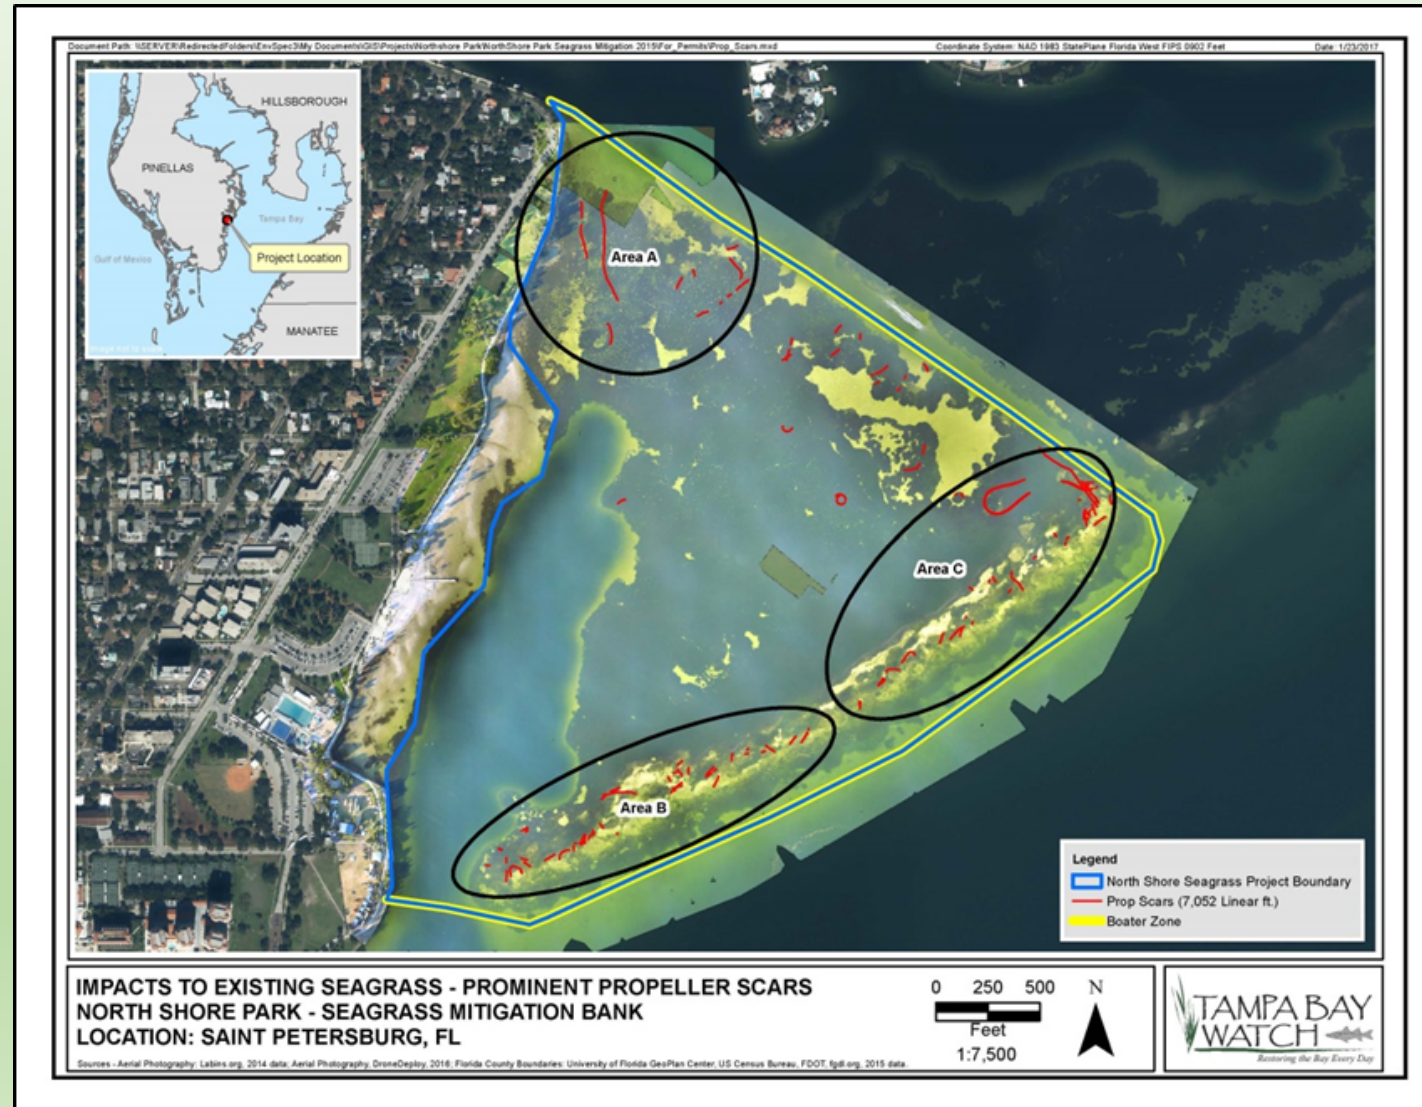 Document Path: \\SERVER\RedirectedFolders\EnvSpec3\My Documents\GIS\Projects\Northshore Park\NorthShore Park Seagrass Mitigation 2015\For_Permits\Prop_Scars.mxd
Coordinate System: NAD 1983 StatePlane Florida West FIPS 0902 Feet
Date: 1/23/2017
HILLSBOROUGH
PINELLAS
Tampa Bay
Gulf of Mexico
Project Location
MANATEE
Area A
Area C
Area B
Legend
North Shore Seagrass Project Boundary
Prop Scars (7,052 Linear ft.)
Boater Zone
IMPACTS TO EXISTING SEAGRASS - PROMINENT PROPELLER SCARS
NORTH SHORE PARK - SEAGRASS MITIGATION BANK
LOCATION: SAINT PETERSBURG, FL
Sources - Aerial Photography: Labins.org, 2014 data; Aerial Photography, DroneDeploy, 2016; Florida County Boundaries: University of Florida GeoPlan Center, US Census Bureau, FDOT, fgdl.org, 2015 data.
0 250 500
Feet
1:7,500
N
TAMPA BAY
WATCH
Restoring the Bay Every Day